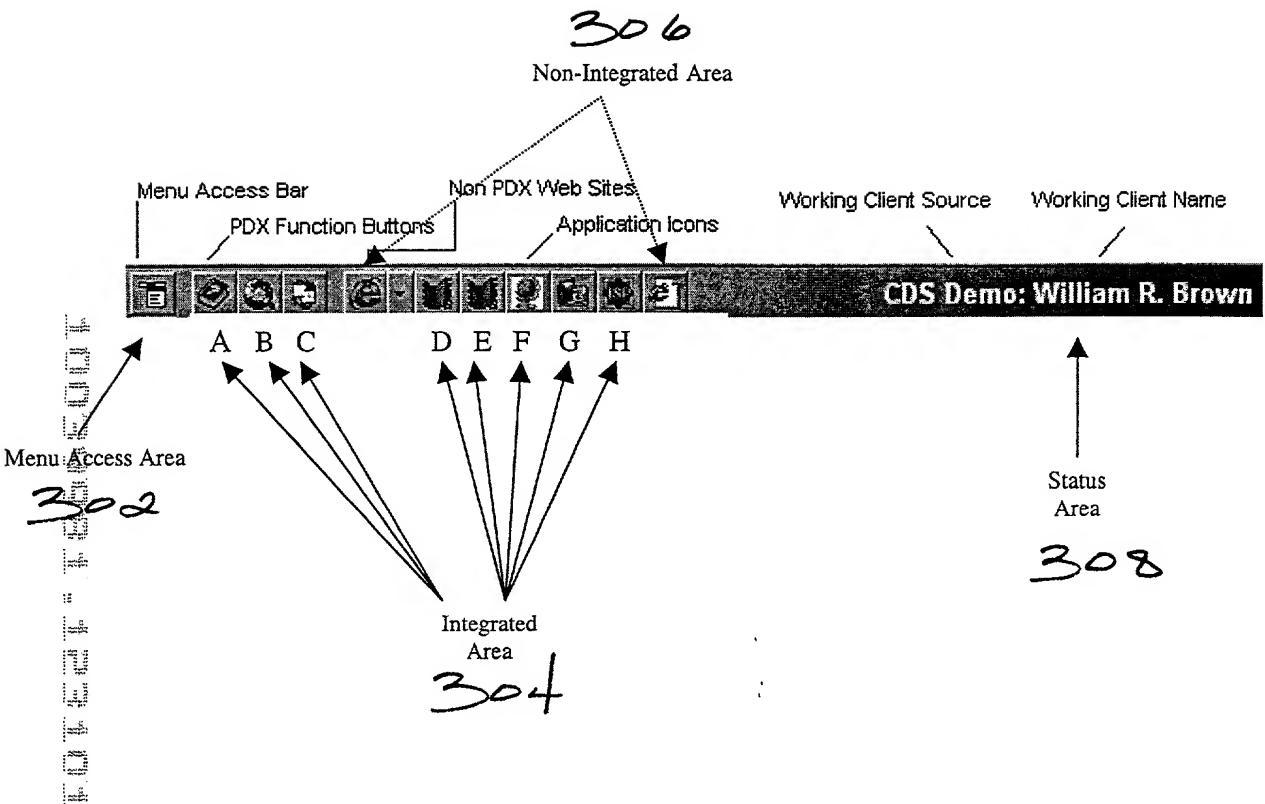 306
Non-Integrated Area
Menu Access Bar
Non PDX Web Sites
Working Client Source
Working Client Name
PDX Function Buttons
Application Icons
CDS Demo: William R. Brown
A B C D E F G H
Menu Access Area
302
Status
Area
308
Integrated
Area
304